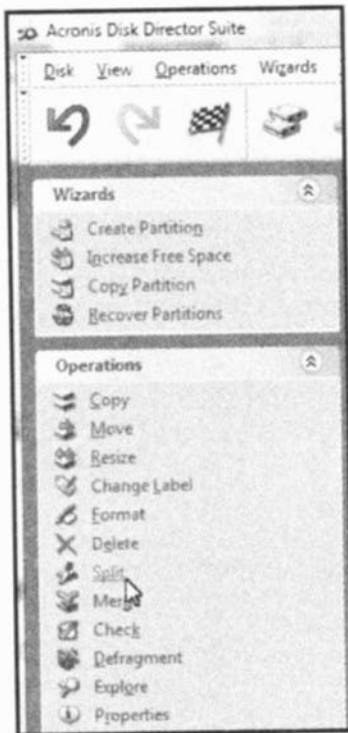 Acronis Disk Director Suite
Disk View Operations Wizards
Wizards
Create Partition
Increase Free Space
Copy Partition
Recover Partitions
Operations
Copy
Move
Resize
Change Label
Format
Delete
Split
Merge
Check
Defragment
Explore
Properties